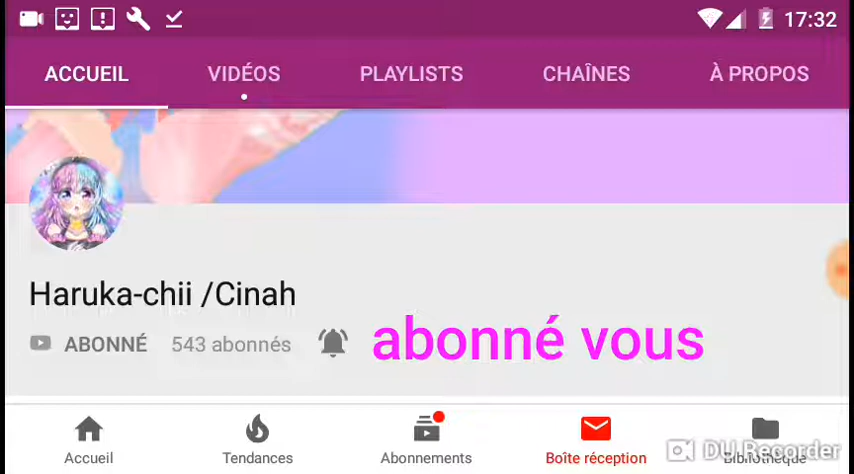 17:32
ACCUEIL VIDÉOS PLAYLISTS CHAÎNES À PROPOS
Haruka-chii /Cinah
ABONNÉ 543 abonnés abonné vous
Accueil Tendances Abonnements Boîte réception Bibliothèque
DU Recorder